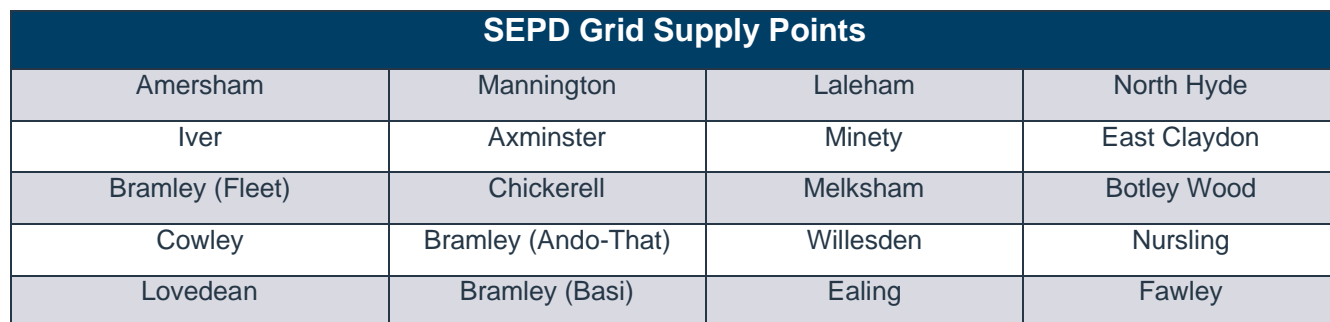 SEPD Grid Supply Points
Amersham Mannington Laleham North Hyde
Iver Axminster Minety East Claydon
Bramley (Fleet) Chickerell Melksham Botley Wood
Cowley Bramley (Ando-That) Willesden Nursling
Lovedean Bramley (Basi) Ealing Fawley